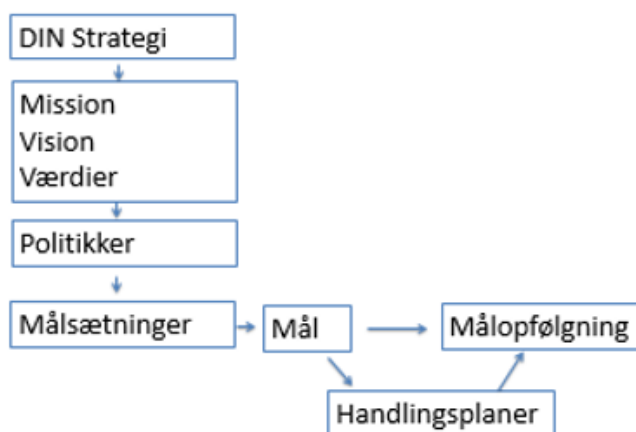 DIN Strategi
Mission
Vision
Værdier
Politikker
Målsætninger
Mål
Målopfølgning
Handlingsplaner